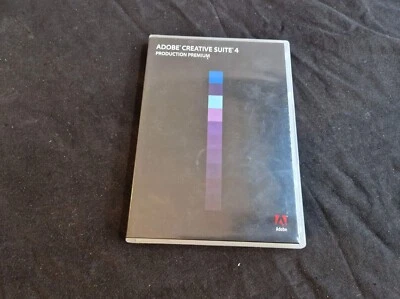 ADOBE® CREATIVE SUITE® 4
PRODUCTION PREMIUM
Adobe